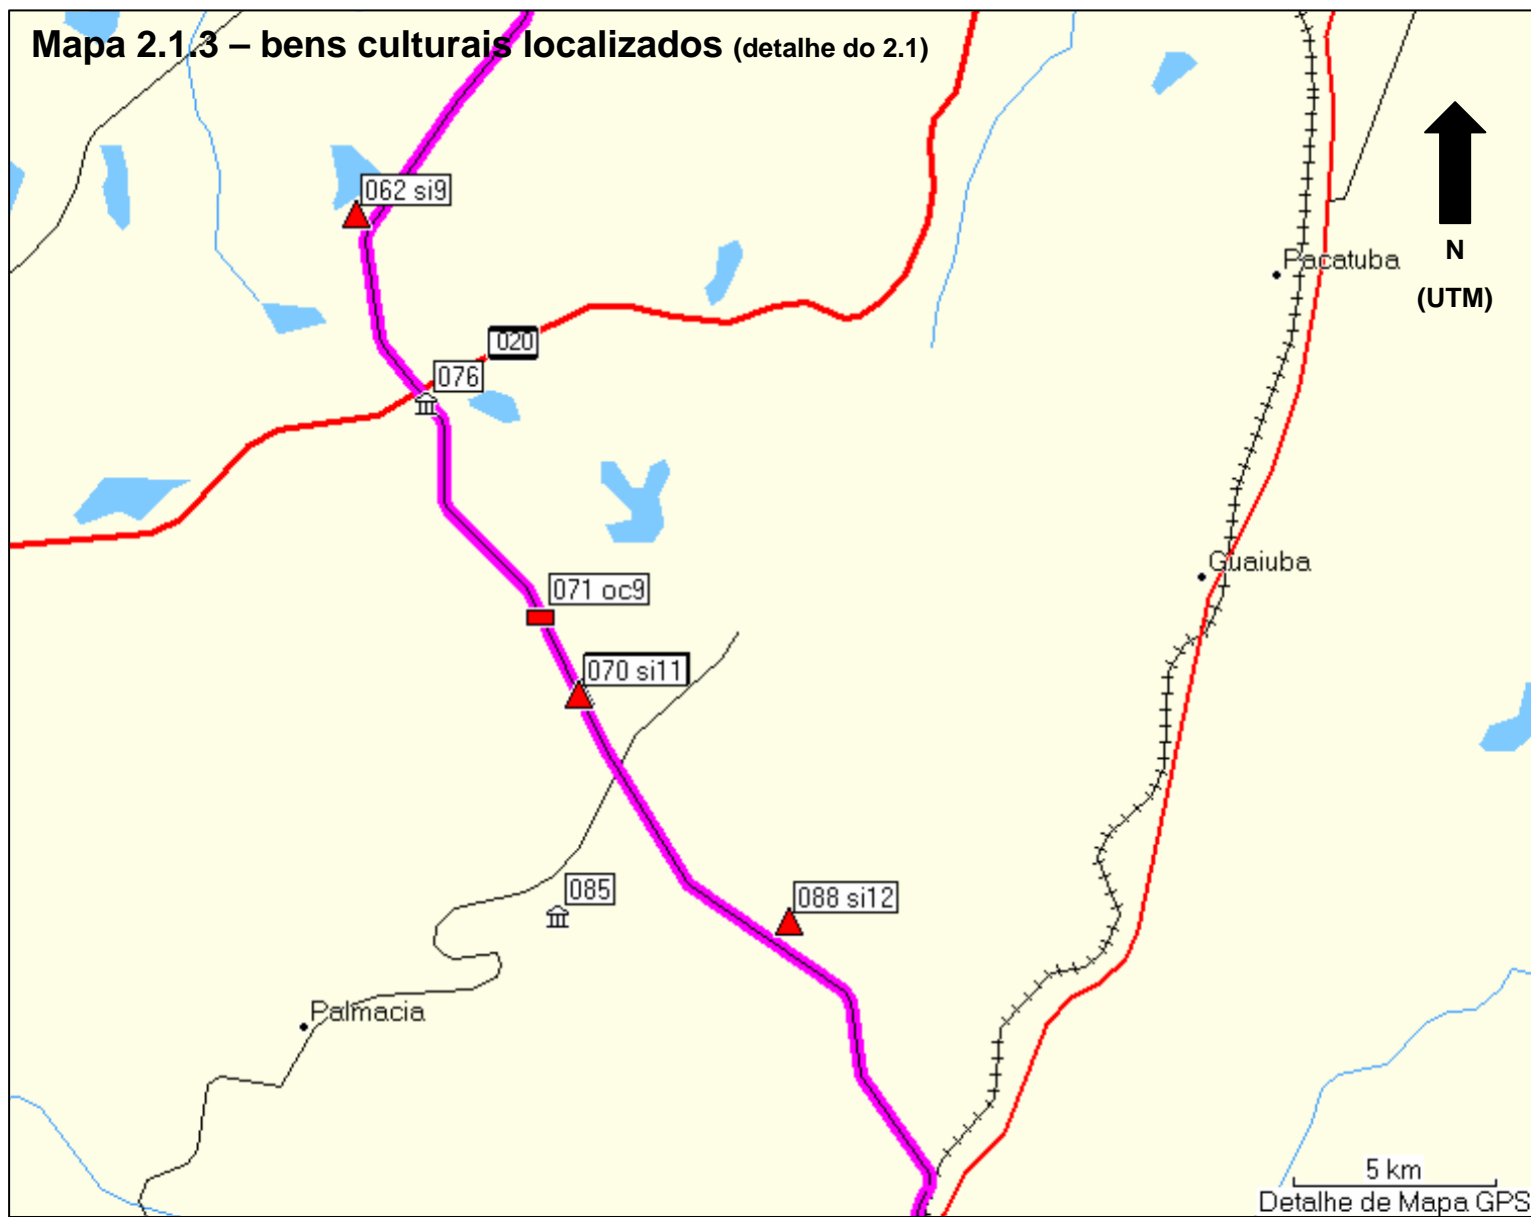 Mapa 2.1.3 – bens culturais localizados (detalhe do 2.1)
062 si9
N
Pacatuba
(UTM)
020
076
Guaiuba
071 oc9
070 si11
085
088 si12
Palmacia
5 km
Detalhe de Mapa GPS